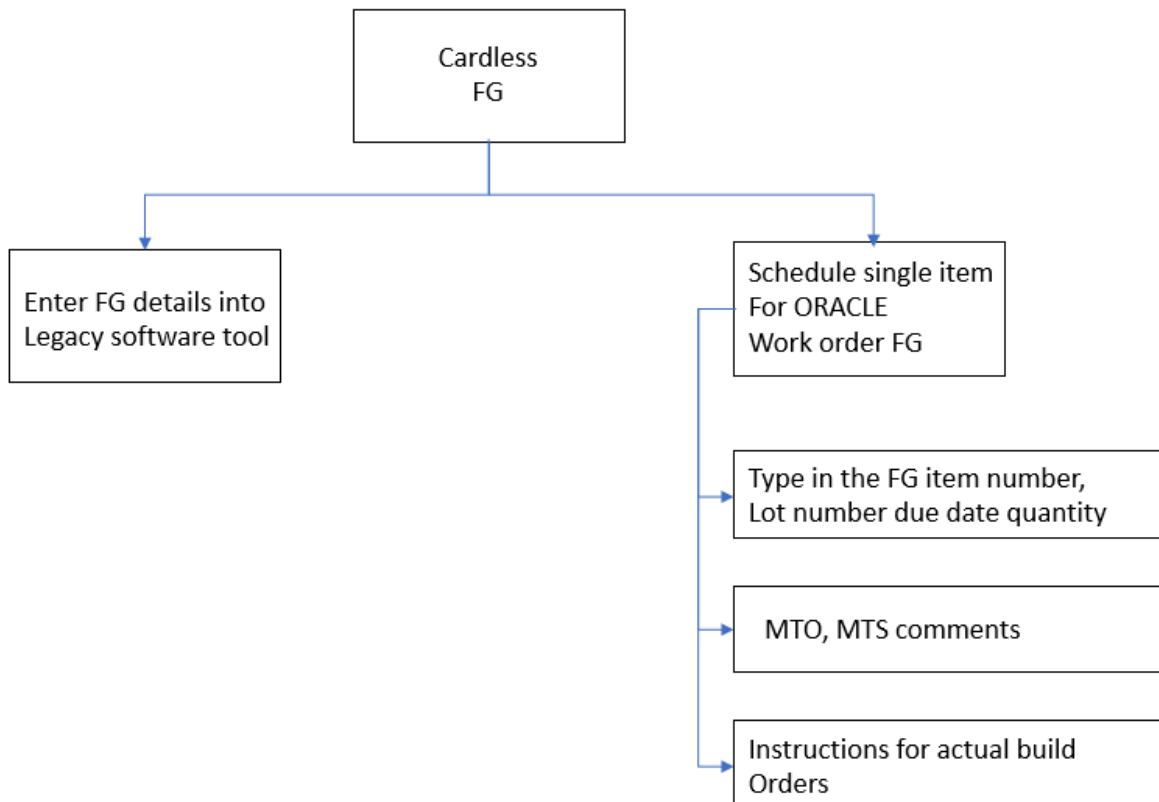 Cardless
FG
Enter FG details into
Legacy software tool
Schedule single item
For ORACLE
Work order FG
Type in the FG item number,
Lot number due date quantity
MTO, MTS comments
Instructions for actual build
Orders